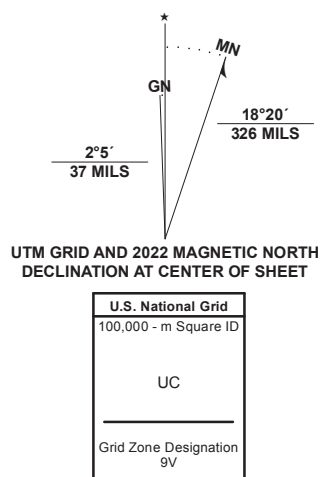 ★
MN
GN
18°20´
326 MILS
2°5´
37 MILS
UTM GRID AND 2022 MAGNETIC NORTH
DECLINATION AT CENTER OF SHEET
U.S. National Grid
100,000 - m Square ID
UC
Grid Zone Designation
9V